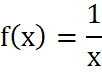 f(x) = 1/x